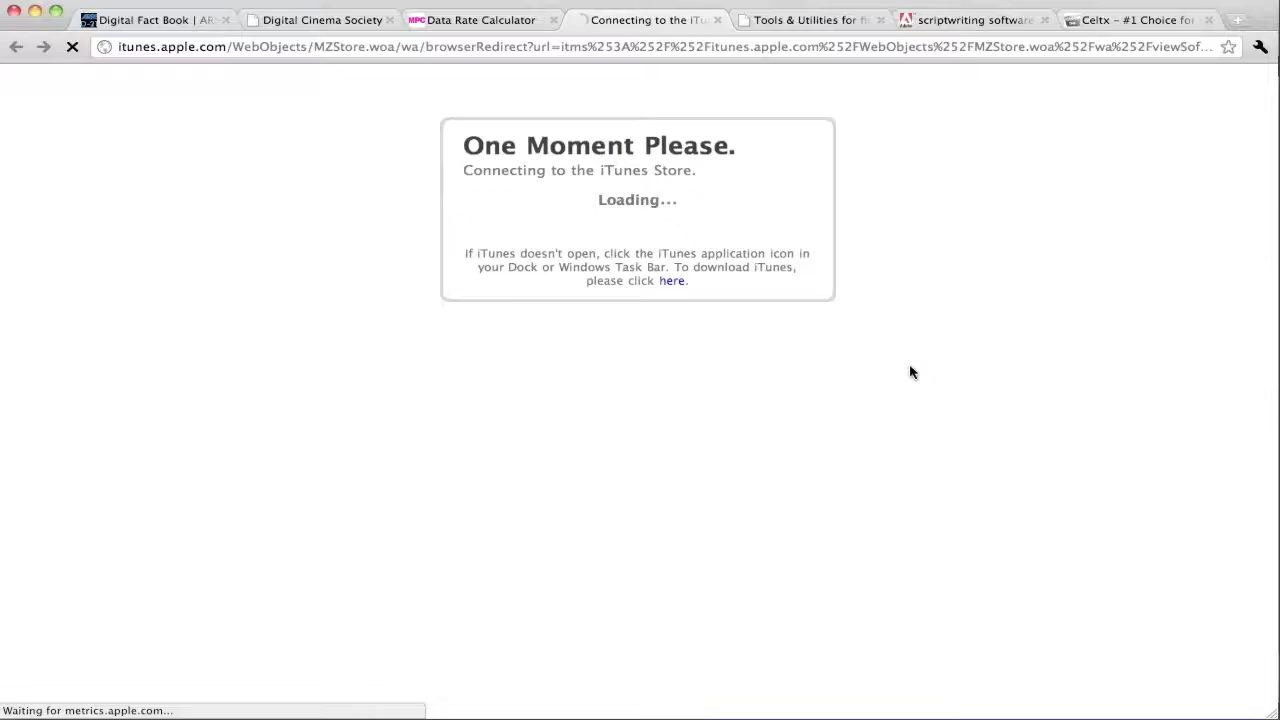 Digital Fact Book | AR
Digital Cinema Society
MPC Data Rate Calculator
Connecting to the iTu
Tools & Utilities for fi
scriptwriting software
Celtx - #1 Choice for
itunes.apple.com/WebObjects/MZStore.woa/wa/browserRedirect?url=itms%253A%252F%252Fitunes.apple.com%252FWebObjects%252FMZStore.woa%252Fwa%252FviewSof...
One Moment Please.
Connecting to the iTunes Store.
Loading...
If iTunes doesn't open, click the iTunes application icon in
your Dock or Windows Task Bar. To download iTunes,
please click here.
Waiting for metrics.apple.com...